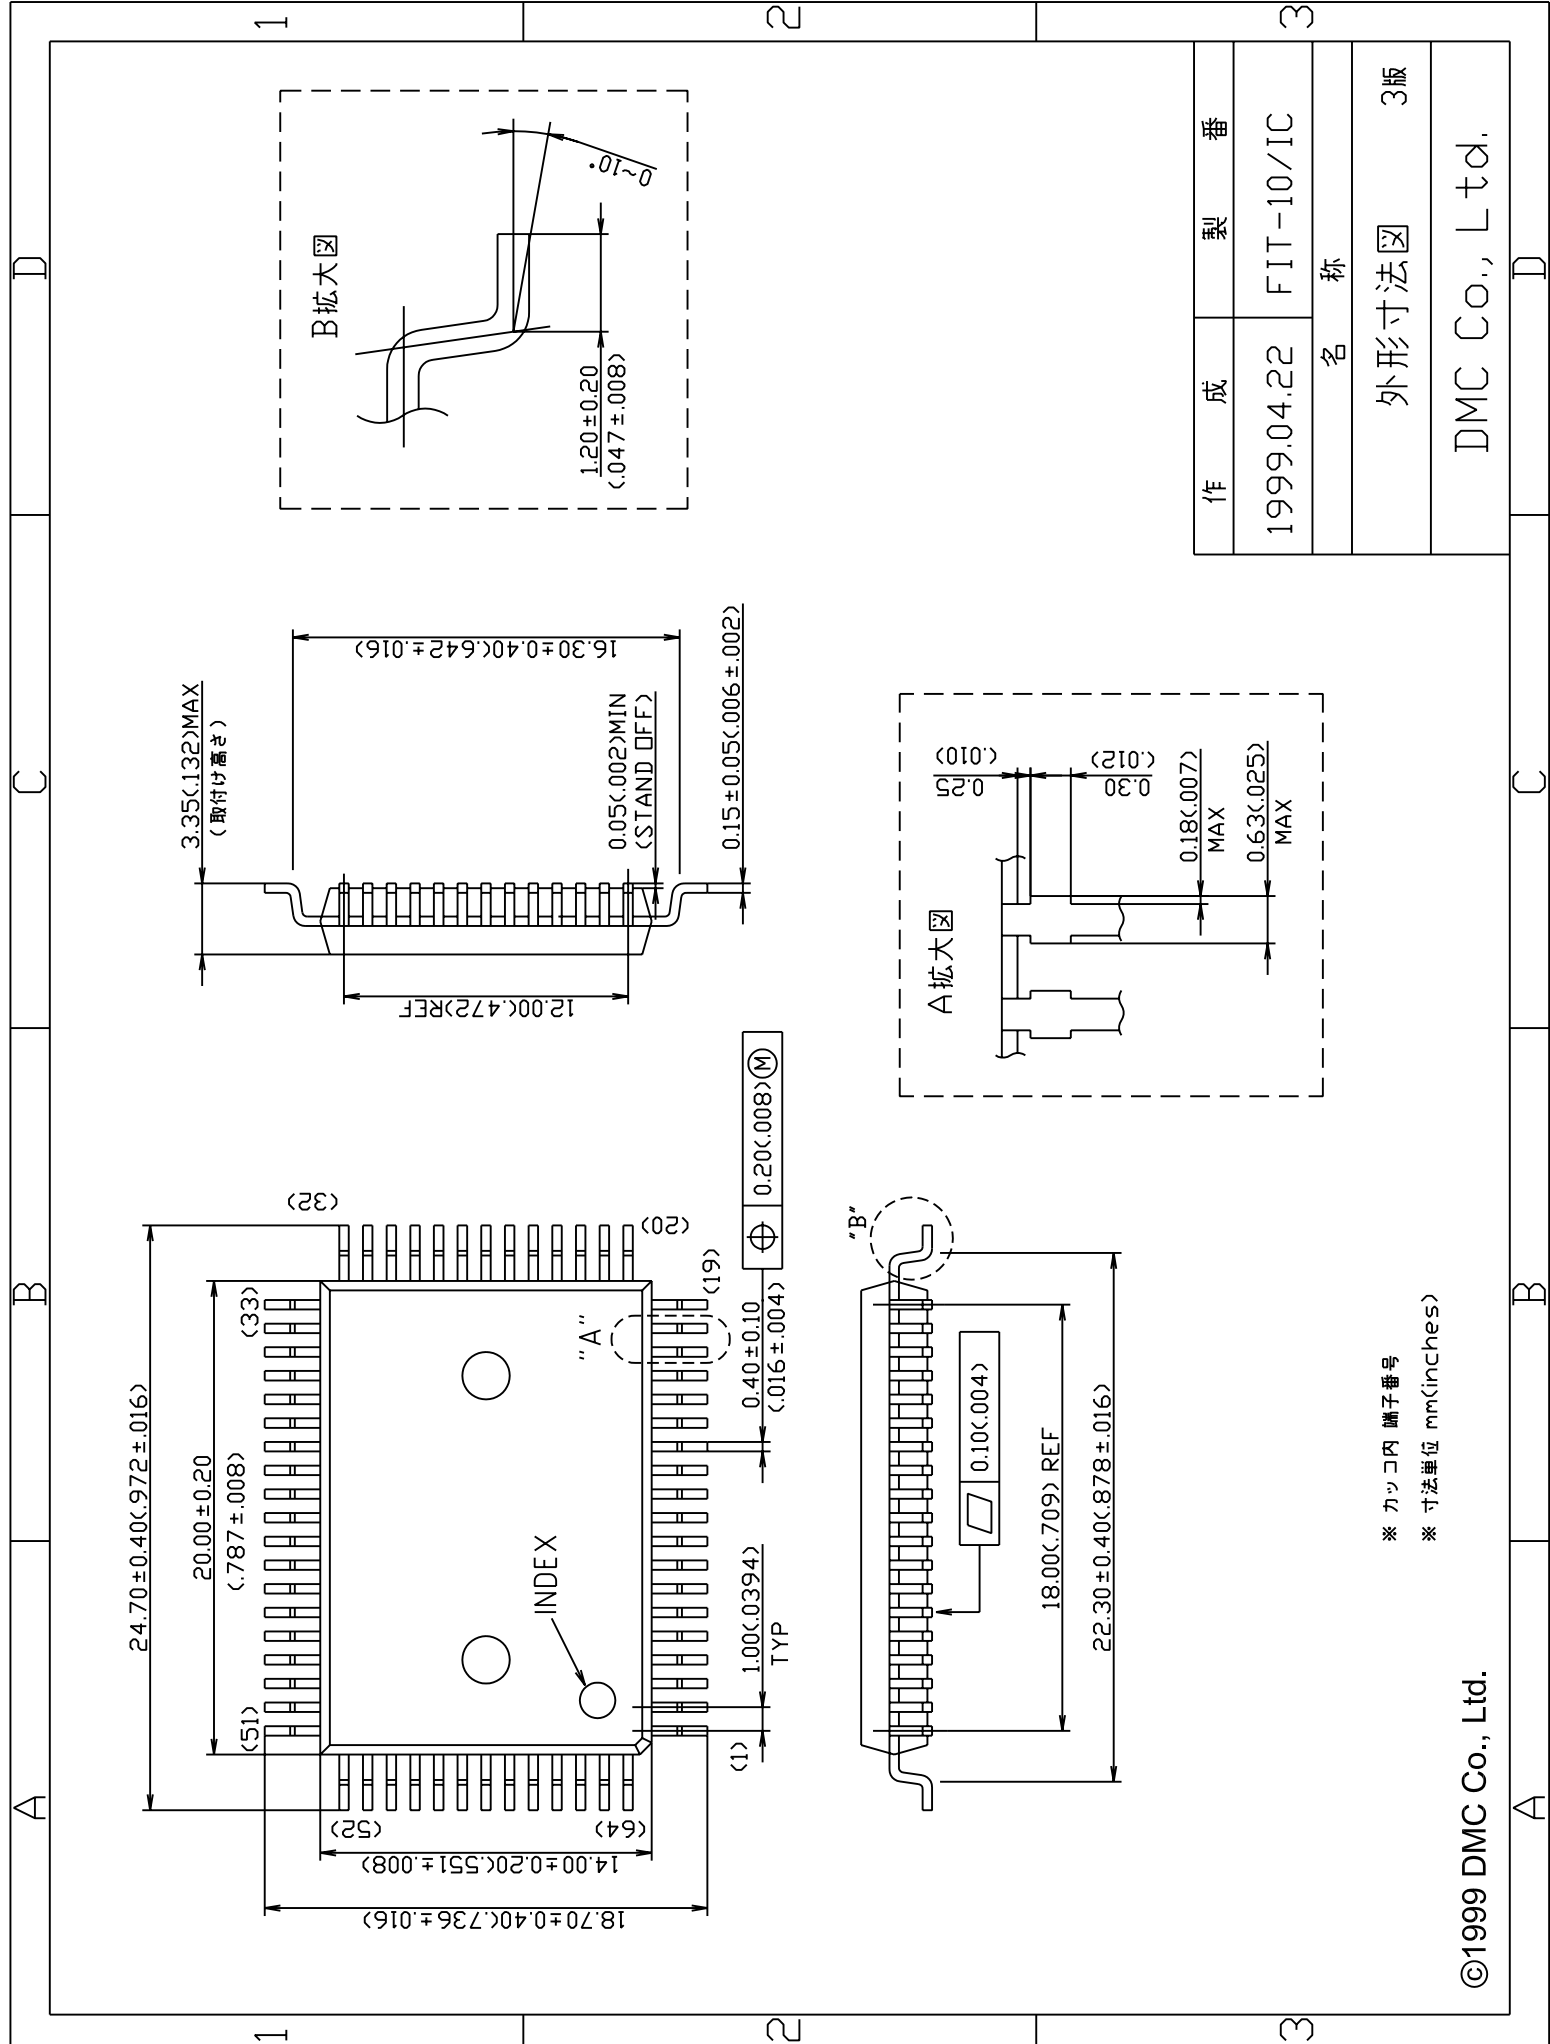 A
B
C
D
1
1
24.70±0.40(.972±.016)
20.00±0.20
(.787±.008)
(51)
(33)
(32)
(52)
(64)
(20)
(19)
(1)
INDEX
"A"
18.70±0.40(.736±.016)
14.00±0.20(.551±.008)
1.00(.0394)
TYP
0.40±0.10
(.016±.004)
0.20(.008)Ⓜ
3.35(.132)MAX
(取付け高さ)
16.30±0.40(.642±.016)
12.00(.472)REF
0.05(.002)MIN
(STAND OFF)
0.15±0.05(.006±.002)
B拡大図
0~10°
1.20±0.20
(.047±.008)
2
2
"B"
0.10(.004)
18.00(.709) REF
22.30±0.40(.878±.016)
A拡大図
0.25
(.010)
0.30
(.012)
0.18(.007)
MAX
0.63(.025)
MAX
※ カッコ内 端子番号
※ 寸法単位 mm(inches)
作 成
製 番
1999.04.22
FIT-10/IC
名 称
外形寸法図 3版
DMC Co., Ltd.
©1999 DMC Co., Ltd.
3
3
A
B
C
D